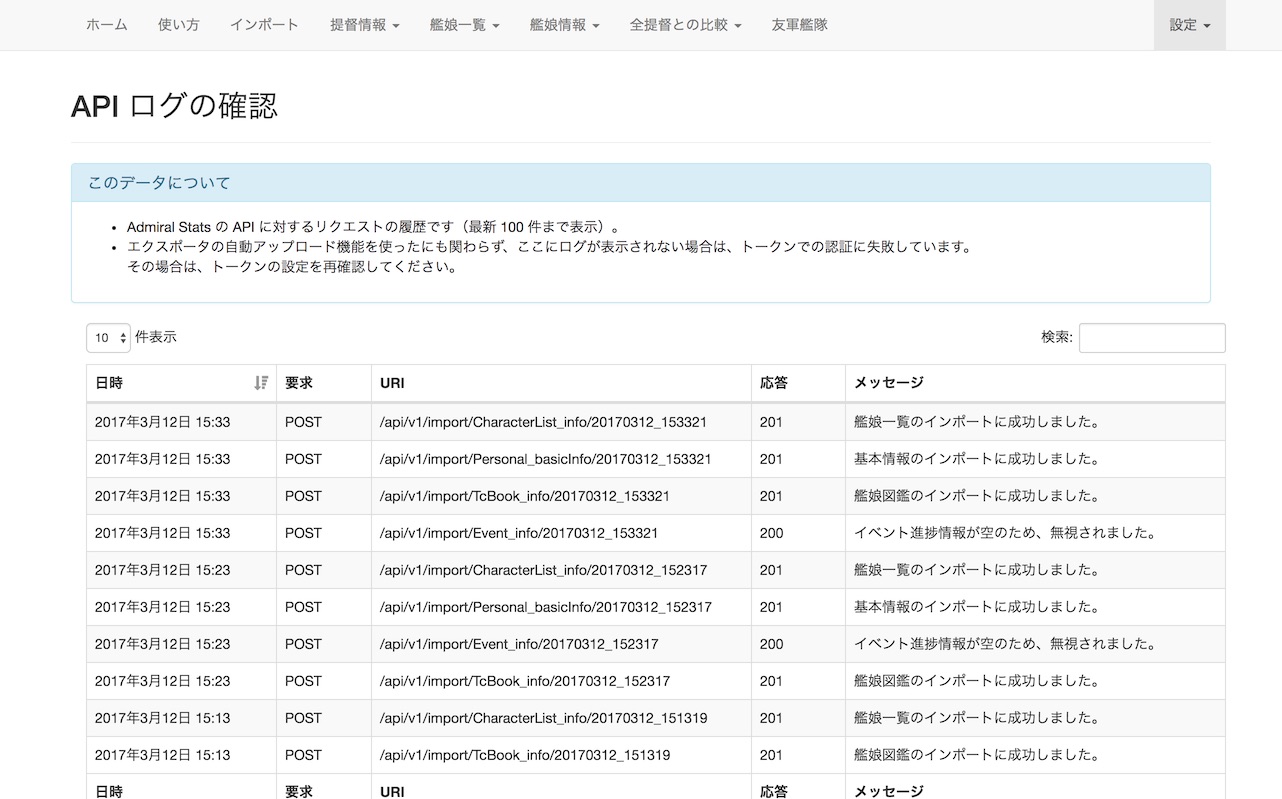 ホーム 使い方 インポート 提督情報 艦娘一覧 艦娘情報 全提督との比較 友軍艦隊 設定
API ログの確認
このデータについて
• Admiral Stats の API に対するリクエストの履歴です（最新 100 件まで表示）。
• エクスポータの自動アップロード機能を使ったにも関わらず、ここにログが表示されない場合は、トークンでの認証に失敗しています。
その場合は、トークンの設定を再確認してください。
10 件表示 検索:
日時 要求 URI 応答 メッセージ
2017年3月12日 15:33 POST /api/v1/import/CharacterList_info/20170312_153321 201 艦娘一覧のインポートに成功しました。
2017年3月12日 15:33 POST /api/v1/import/Personal_basicInfo/20170312_153321 201 基本情報のインポートに成功しました。
2017年3月12日 15:33 POST /api/v1/import/TcBook_info/20170312_153321 201 艦娘図鑑のインポートに成功しました。
2017年3月12日 15:33 POST /api/v1/import/Event_info/20170312_153321 200 イベント進捗情報が空のため、無視されました。
2017年3月12日 15:23 POST /api/v1/import/CharacterList_info/20170312_152317 201 艦娘一覧のインポートに成功しました。
2017年3月12日 15:23 POST /api/v1/import/Personal_basicInfo/20170312_152317 201 基本情報のインポートに成功しました。
2017年3月12日 15:23 POST /api/v1/import/Event_info/20170312_152317 200 イベント進捗情報が空のため、無視されました。
2017年3月12日 15:23 POST /api/v1/import/TcBook_info/20170312_152317 201 艦娘図鑑のインポートに成功しました。
2017年3月12日 15:13 POST /api/v1/import/CharacterList_info/20170312_151319 201 艦娘一覧のインポートに成功しました。
2017年3月12日 15:13 POST /api/v1/import/TcBook_info/20170312_151319 201 艦娘図鑑のインポートに成功しました。
日時 要求 URI 応答 メッセージ